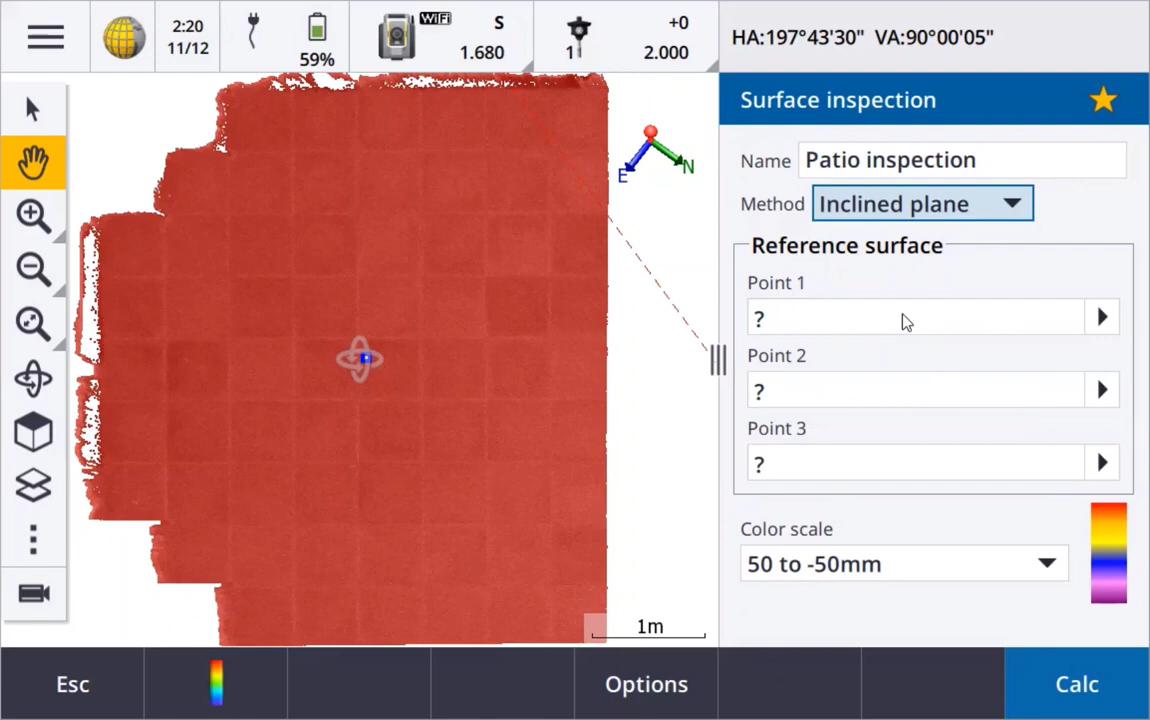 2:20
11/12
59%
WiFi
S
1.680
1
+0
2.000
HA:197°43'30" VA:90°00'05"
Surface inspection
Name Patio inspection
Method Inclined plane
Reference surface
Point 1
?
Point 2
?
Point 3
?
Color scale
50 to -50mm
E
N
1m
Esc
Options
Calc